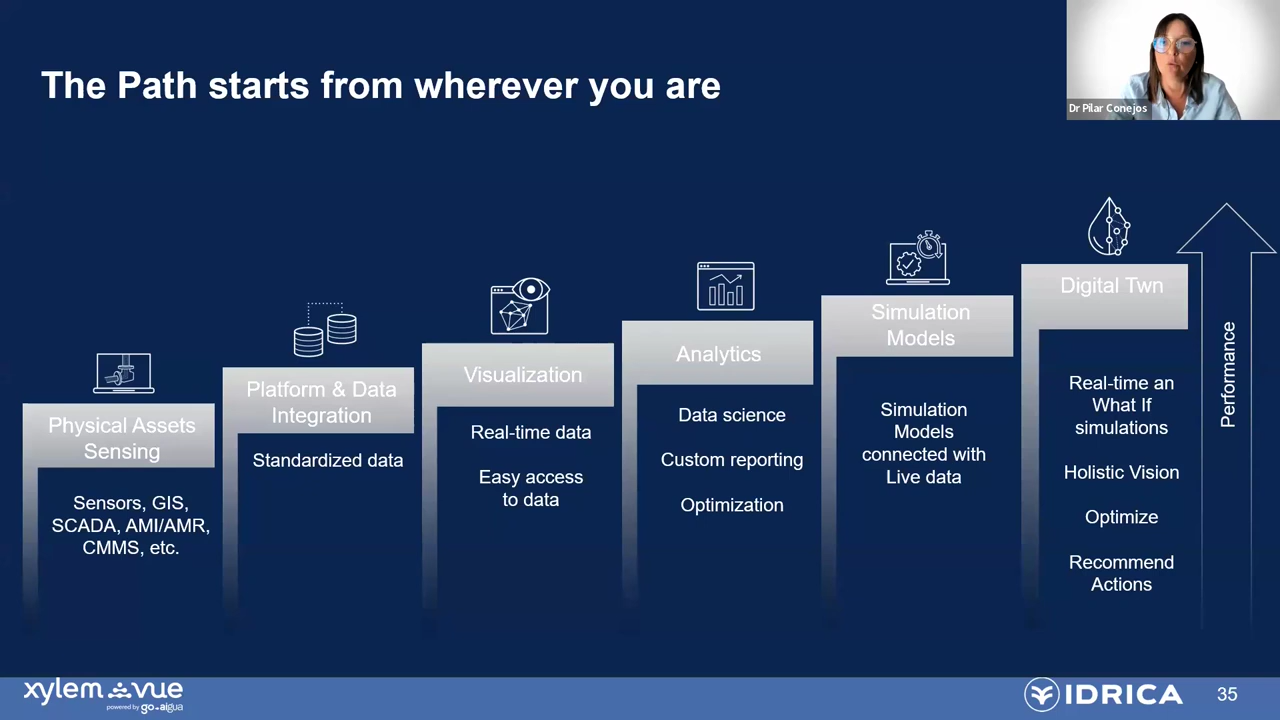 The Path starts from wherever you are
Dr Pilar Conejos
Physical Assets
Sensing
Sensors, GIS,
SCADA, AMI/AMR,
CMMS, etc.
Platform & Data
Integration
Standardized data
Visualization
Real-time data
Easy access
to data
Analytics
Data science
Custom reporting
Optimization
Simulation
Models
Simulation
Models
connected with
Live data
Digital Twn
Real-time an
What If
simulations
Holistic Vision
Optimize
Recommend
Actions
Performance
xylem vue
powered by go·aigua
IDRICA
35